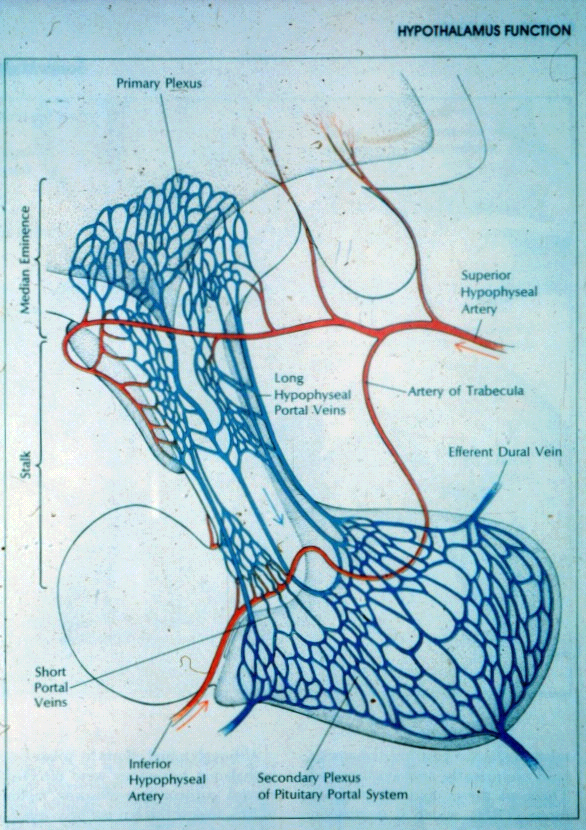 HYPOTHALAMUS FUNCTION
Primary Plexus
Median Eminence
Superior
Hypophyseal
Artery
Long
Hypophyseal
Portal Veins
Artery of Trabecula
Stalk
Efferent Dural Vein
Short
Portal
Veins
Inferior
Hypophyseal
Artery
Secondary Plexus
of Pituitary Portal System